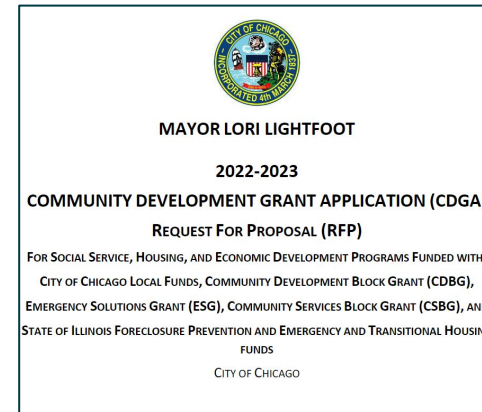 CITY OF CHICAGO
INCORPORATED 4th MARCH 1837
MAYOR LORI LIGHTFOOT
2022-2023
COMMUNITY DEVELOPMENT GRANT APPLICATION (CDGA
REQUEST FOR PROPOSAL (RFP)
FOR SOCIAL SERVICE, HOUSING, AND ECONOMIC DEVELOPMENT PROGRAMS FUNDED WITH
CITY OF CHICAGO LOCAL FUNDS, COMMUNITY DEVELOPMENT BLOCK GRANT (CDBG),
EMERGENCY SOLUTIONS GRANT (ESG), COMMUNITY SERVICES BLOCK GRANT (CSBG), AN
STATE OF ILLINOIS FORECLOSURE PREVENTION AND EMERGENCY AND TRANSITIONAL HOUSIN
FUNDS
CITY OF CHICAGO